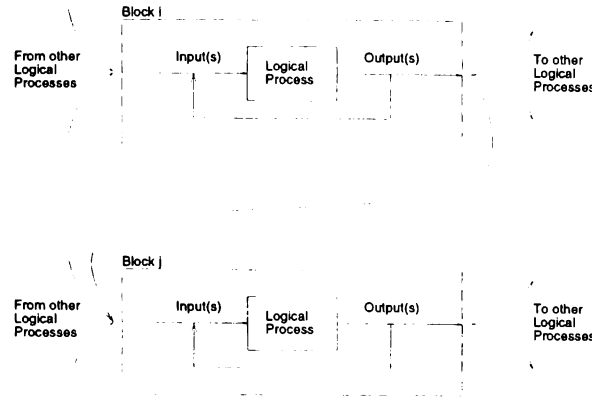 Block i
From other
Logical
Processes
Input(s)
Logical
Process
Output(s)
To other
Logical
Processes
Block j
From other
Logical
Processes
Input(s)
Logical
Process
Output(s)
To other
Logical
Processes